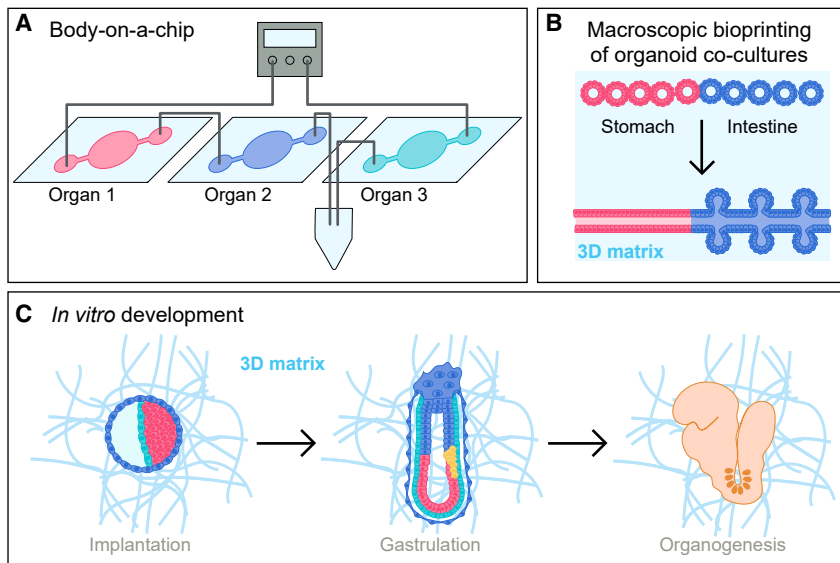 A Body-on-a-chip
Organ 1
Organ 2
Organ 3
B Macroscopic bioprinting
of organoid co-cultures
Stomach
Intestine
3D matrix
C In vitro development
3D matrix
Implantation
Gastrulation
Organogenesis